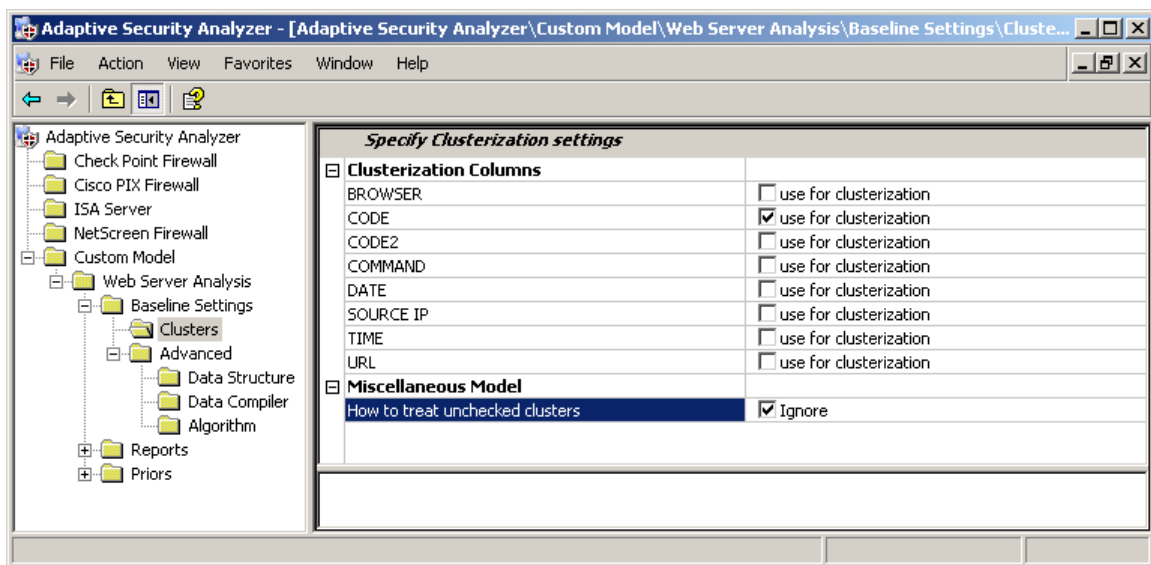 Adaptive Security Analyzer - [Adaptive Security Analyzer\Custom Model\Web Server Analysis\Baseline Settings\Cluste...
File Action View Favorites Window Help
Adaptive Security Analyzer
Check Point Firewall
Cisco PIX Firewall
ISA Server
NetScreen Firewall
Custom Model
Web Server Analysis
Baseline Settings
Clusters
Advanced
Data Structure
Data Compiler
Algorithm
Reports
Priors
Specify Clusterization settings
Clusterization Columns
BROWSER use for clusterization
CODE use for clusterization
CODE2 use for clusterization
COMMAND use for clusterization
DATE use for clusterization
SOURCE IP use for clusterization
TIME use for clusterization
URL use for clusterization
Miscellaneous Model
How to treat unchecked clusters Ignore